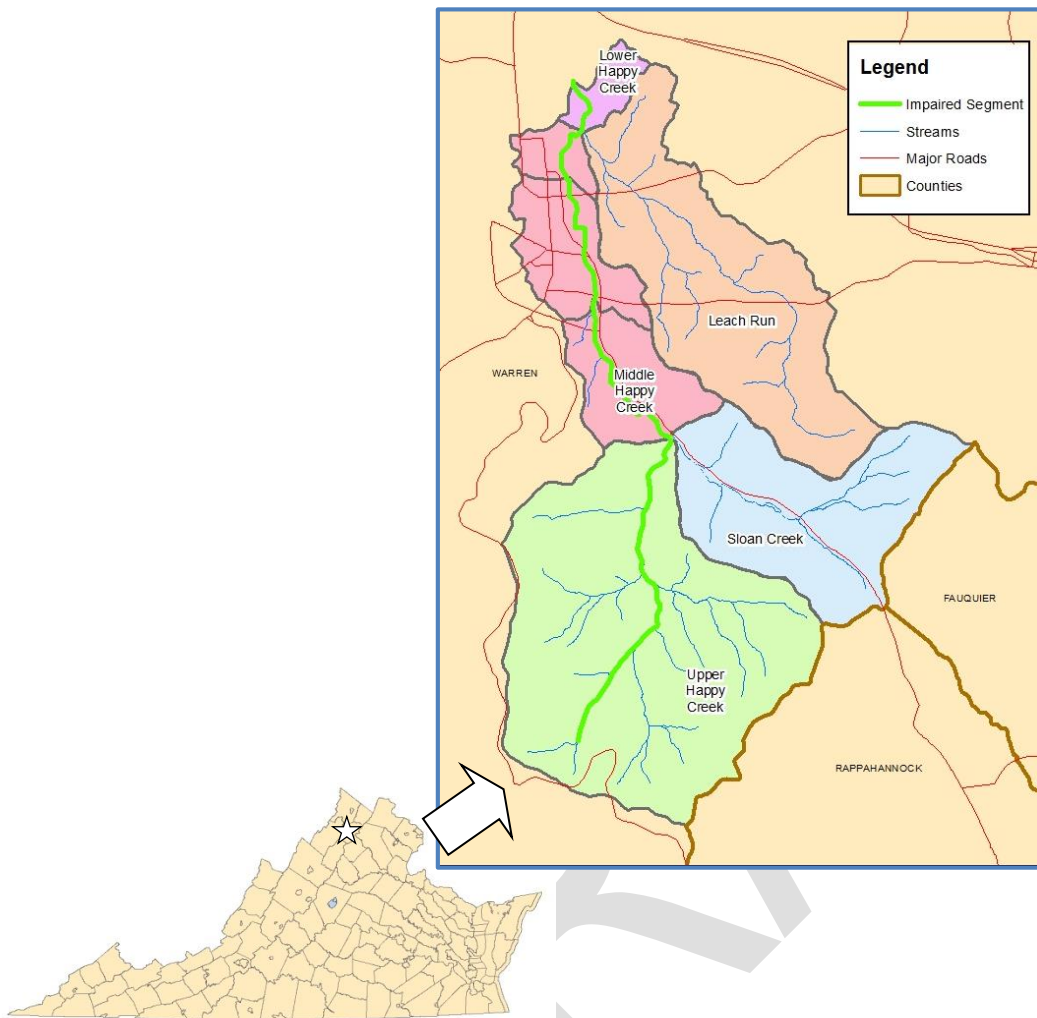 Lower
Happy
Creek
Legend
Impaired Segment
Streams
Major Roads
Counties
Leach Run
WARREN
Middle
Happy
Creek
Sloan Creek
FAUQUIER
Upper
Happy
Creek
RAPPAHANNOCK